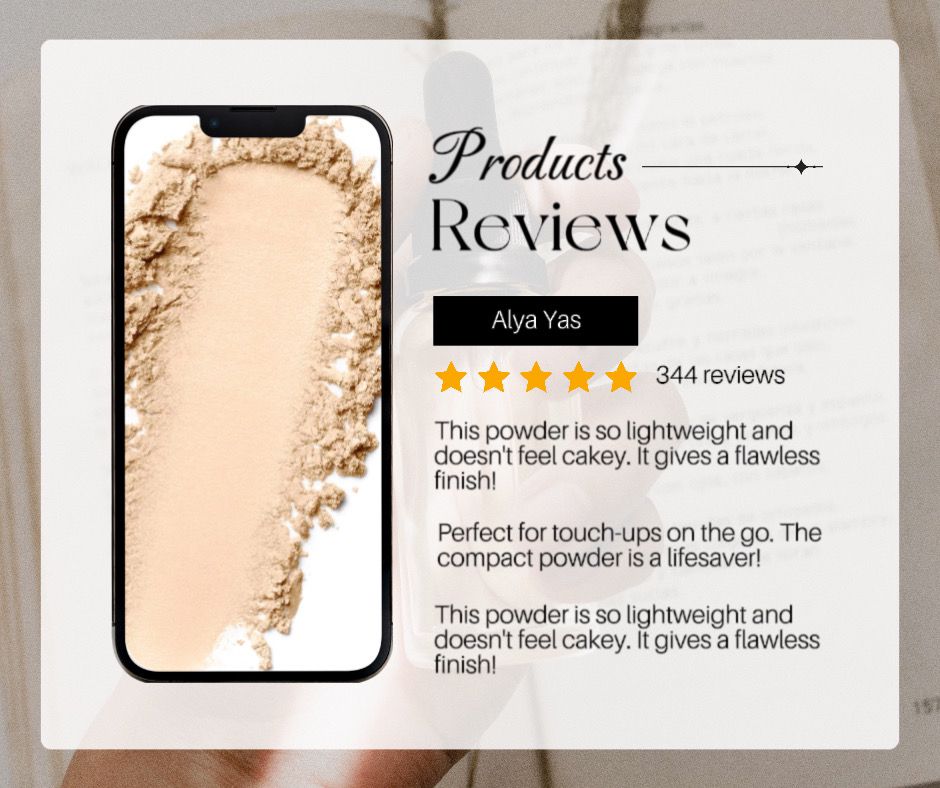 Products
Reviews
Alya Yas
344 reviews
This powder is so lightweight and
doesn't feel cakey. It gives a flawless
finish!
Perfect for touch-ups on the go. The
compact powder is a lifesaver!
This powder is so lightweight and
doesn't feel cakey. It gives a flawless
finish!